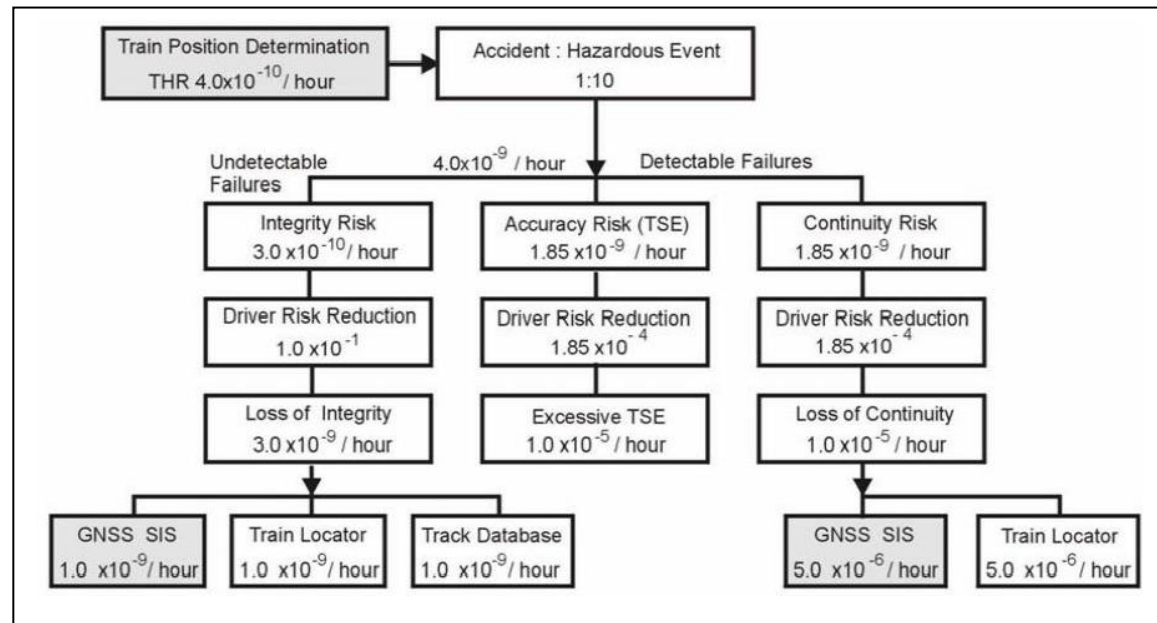 Train Position Determination
THR 4.0x10⁻¹⁰/ hour
Accident : Hazardous Event
1:10
Undetectable
Failures
4.0x10⁻⁹ / hour
Detectable Failures
Integrity Risk
3.0 x10⁻¹⁰/ hour
Accuracy Risk (TSE)
1.85 x10⁻⁹ / hour
Continuity Risk
1.85 x10⁻⁹ / hour
Driver Risk Reduction
1.0 x10⁻¹
Driver Risk Reduction
1.85 x10⁻⁴
Driver Risk Reduction
1.85 x10⁻⁴
Loss of Integrity
3.0 x10⁻⁹/ hour
Excessive TSE
1.0 x10⁻⁵/ hour
Loss of Continuity
1.0 x10⁻⁵/ hour
GNSS SIS
1.0 x10⁻⁹/ hour
Train Locator
1.0 x10⁻⁹/ hour
Track Database
1.0 x10⁻⁹/ hour
GNSS SIS
5.0 x10⁻⁶/ hour
Train Locator
5.0 x10⁻⁶/ hour